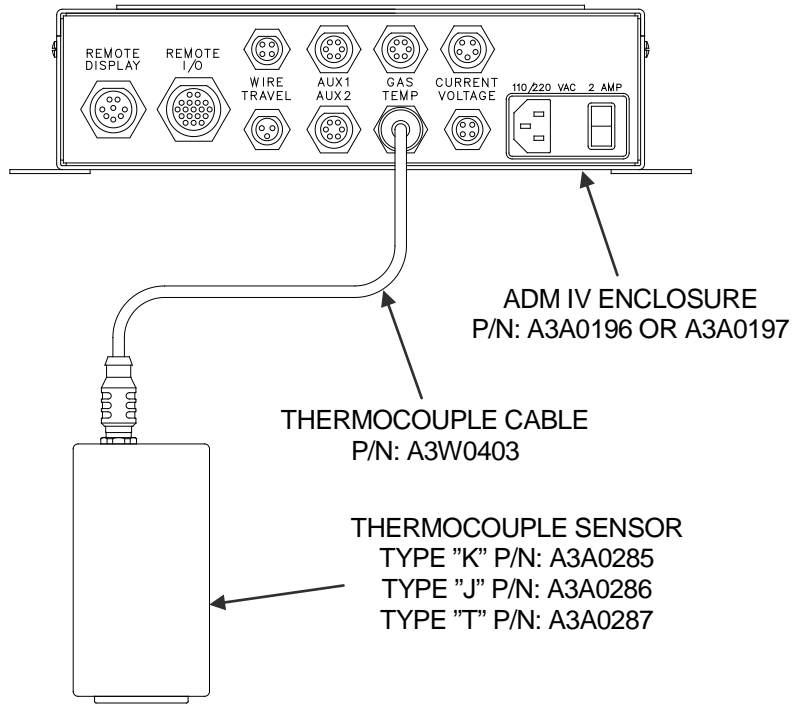 REMOTE
DISPLAY
REMOTE
I/O
WIRE
TRAVEL
AUX1
AUX2
GAS
TEMP
CURRENT
VOLTAGE
110/220 VAC 2 AMP
ADM IV ENCLOSURE
P/N: A3A0196 OR A3A0197
THERMOCOUPLE CABLE
P/N: A3W0403
THERMOCOUPLE SENSOR
TYPE ”K” P/N: A3A0285
TYPE ”J” P/N: A3A0286
TYPE ”T” P/N: A3A0287